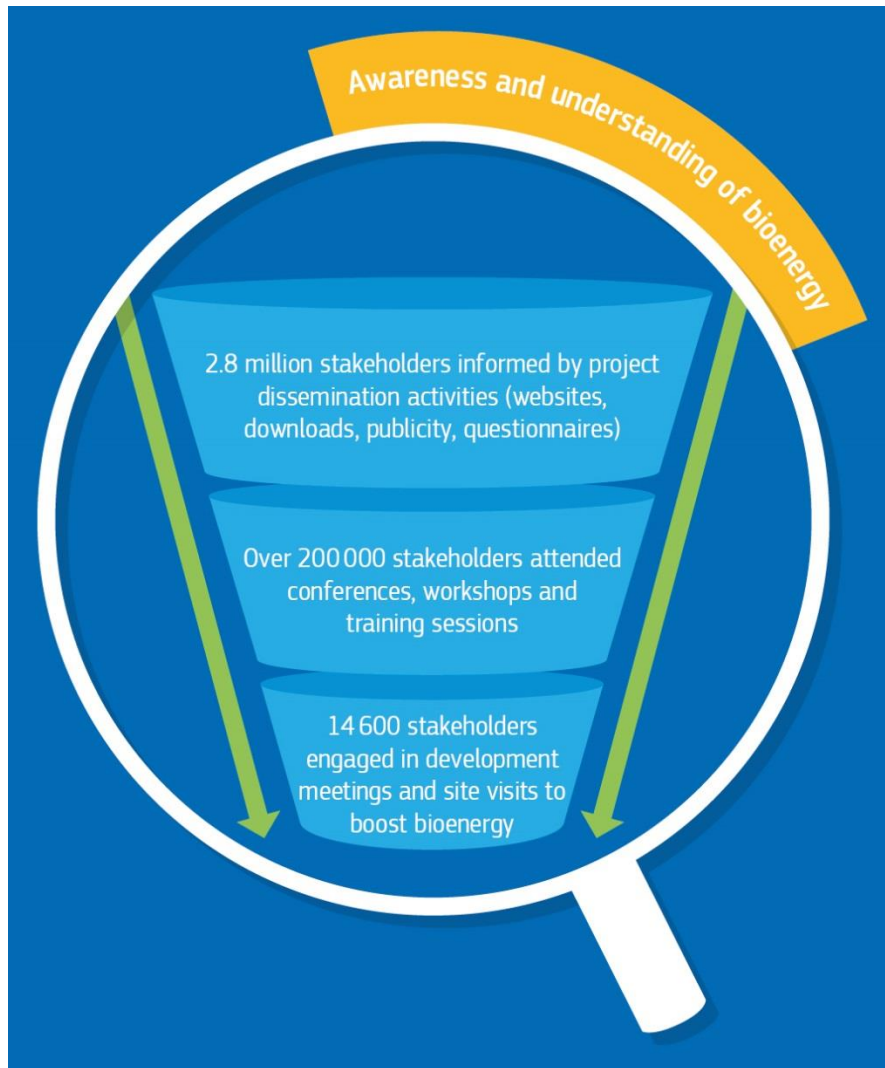 Awareness and understanding of bioenergy
2.8 million stakeholders informed by project
dissemination activities (websites,
downloads, publicity, questionnaires)
Over 200 000 stakeholders attended
conferences, workshops and
training sessions
14 600 stakeholders
engaged in development
meetings and site visits to
boost bioenergy